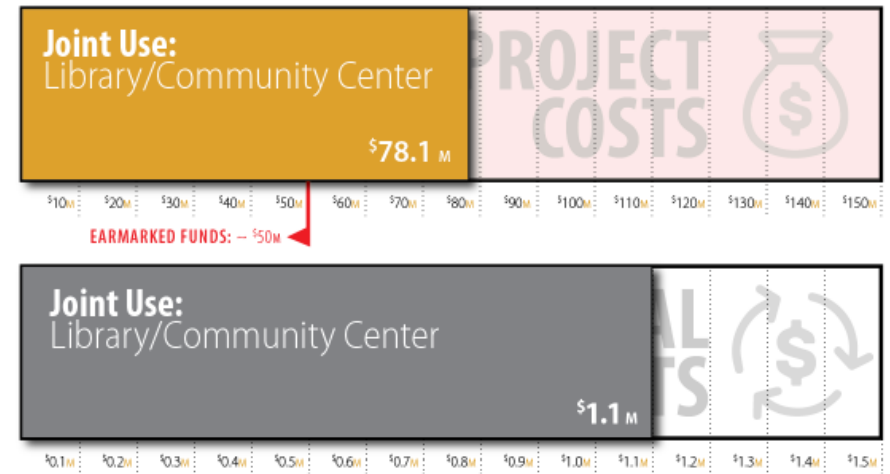 Joint Use:
Library/Community Center
PROJECT
COSTS
$
$78.1 M
$10M $20M $30M $40M $50M $60M $70M $80M $90M $100M $110M $120M $130M $140M $150M
EARMARKED FUNDS: – $50M
Joint Use:
Library/Community Center
AL
TS
$
$1.1 M
$0.1M $0.2M $0.3M $0.4M $0.5M $0.6M $0.7M $0.8M $0.9M $1.0M $1.1M $1.2M $1.3M $1.4M $1.5M